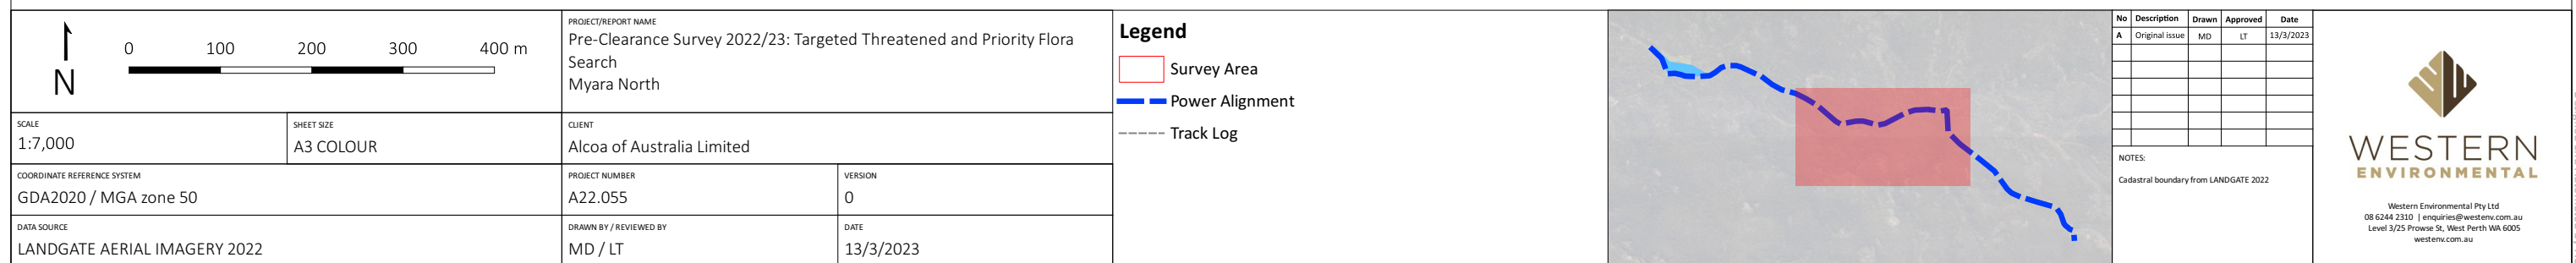 N
0 100 200 300 400 m
SCALE
1:7,000
SHEET SIZE
A3 COLOUR
COORDINATE REFERENCE SYSTEM
GDA2020 / MGA zone 50
DATA SOURCE
LANDGATE AERIAL IMAGERY 2022
PROJECT/REPORT NAME
Pre-Clearance Survey 2022/23: Targeted Threatened and Priority Flora
Search
Myara North
CLIENT
Alcoa of Australia Limited
PROJECT NUMBER
A22.055
VERSION
0
DRAWN BY / REVIEWED BY
MD / LT
DATE
13/3/2023
Legend
Survey Area
Power Alignment
Track Log
No Description Drawn Approved Date
A Original issue MD LT 13/3/2023
NOTES:
Cadastral boundary from LANDGATE 2022
WESTERN
ENVIRONMENTAL
Western Environmental Pty Ltd
08 6244 2310 | enquiries@westenv.com.au
Level 3/25 Prowse St, West Perth WA 6005
westenv.com.au